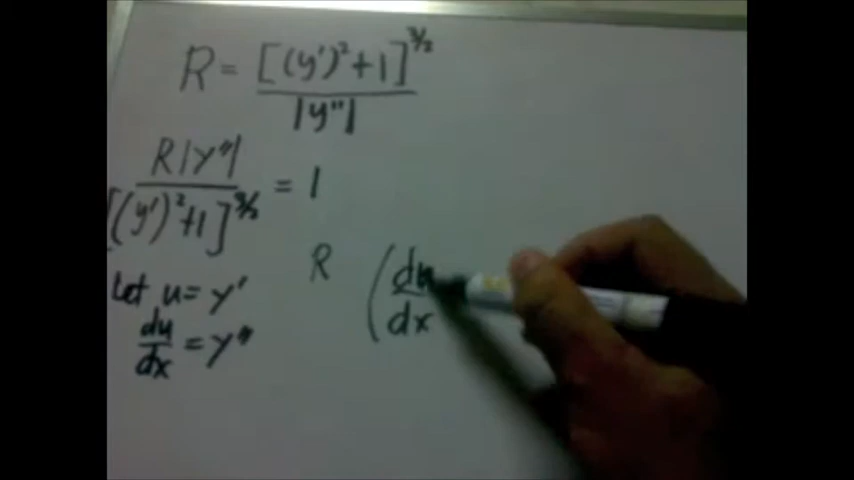 R = [(y')²+1]^3/2 / |y"|
R|y"| / [(y')²+1]^3/2 = 1
Let u = y'
du/dx = y"
R (du/dx